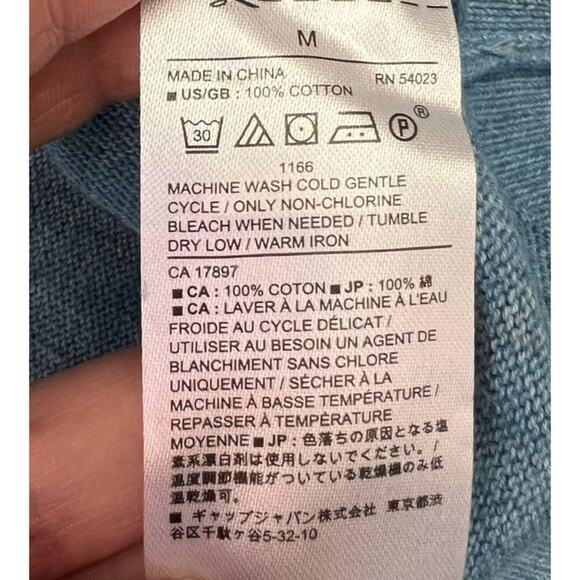 M
MADE IN CHINA RN 54023
■ US/GB : 100% COTTON
30 P ®
1166
MACHINE WASH COLD GENTLE
CYCLE / ONLY NON-CHLORINE
BLEACH WHEN NEEDED / TUMBLE
DRY LOW / WARM IRON
CA 17897
■ CA : 100% COTON ■ JP : 100% 綿
■ CA : LAVER À LA MACHINE À L'EAU
FROIDE AU CYCLE DÉLICAT /
UTILISER AU BESOIN UN AGENT DE
BLANCHIMENT SANS CHLORE
UNIQUEMENT / SÉCHER À LA
MACHINE À BASSE TEMPÉRATURE /
REPASSER À TEMPÉRATURE
MOYENNE ■ JP : 色落ちの原因となる塩
素系漂白剤は使用しないでください。/
温度調節機能がついている乾燥機のみ低
温乾燥可。
■ ギャップジャパン株式会社 東京都渋
谷区千駄ヶ谷5-32-10